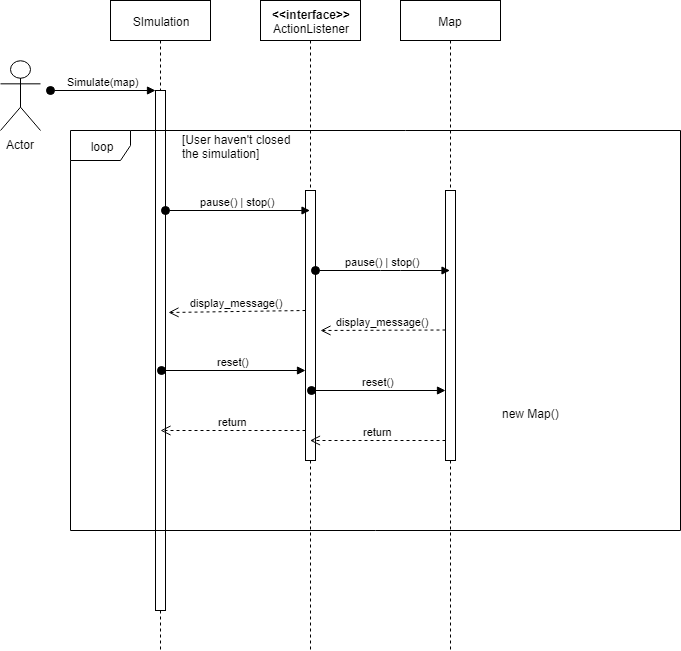 SImulation
<<interface>>
ActionListener
Map
Simulate(map)
Actor
loop
[User haven't closed
the simulation]
pause() | stop()
pause() | stop()
display_message()
display_message()
reset()
reset()
new Map()
return
return